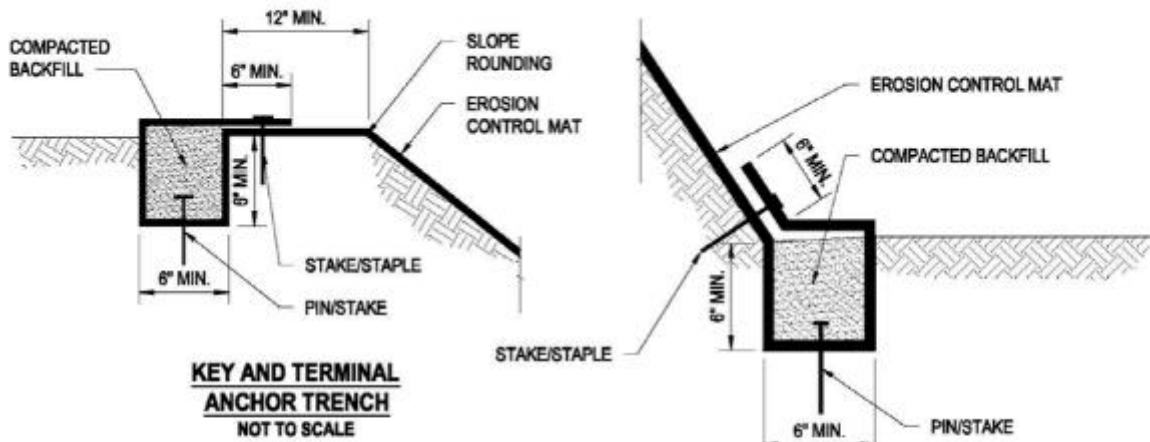 12" MIN.
COMPACTED
BACKFILL
6" MIN.
SLOPE
ROUNDING
EROSION
CONTROL MAT
6" MIN.
6" MIN.
STAKE/STAPLE
PIN/STAKE
KEY AND TERMINAL
ANCHOR TRENCH
NOT TO SCALE
EROSION CONTROL MAT
6" MIN.
COMPACTED BACKFILL
6" MIN.
STAKE/STAPLE
6" MIN.
PIN/STAKE